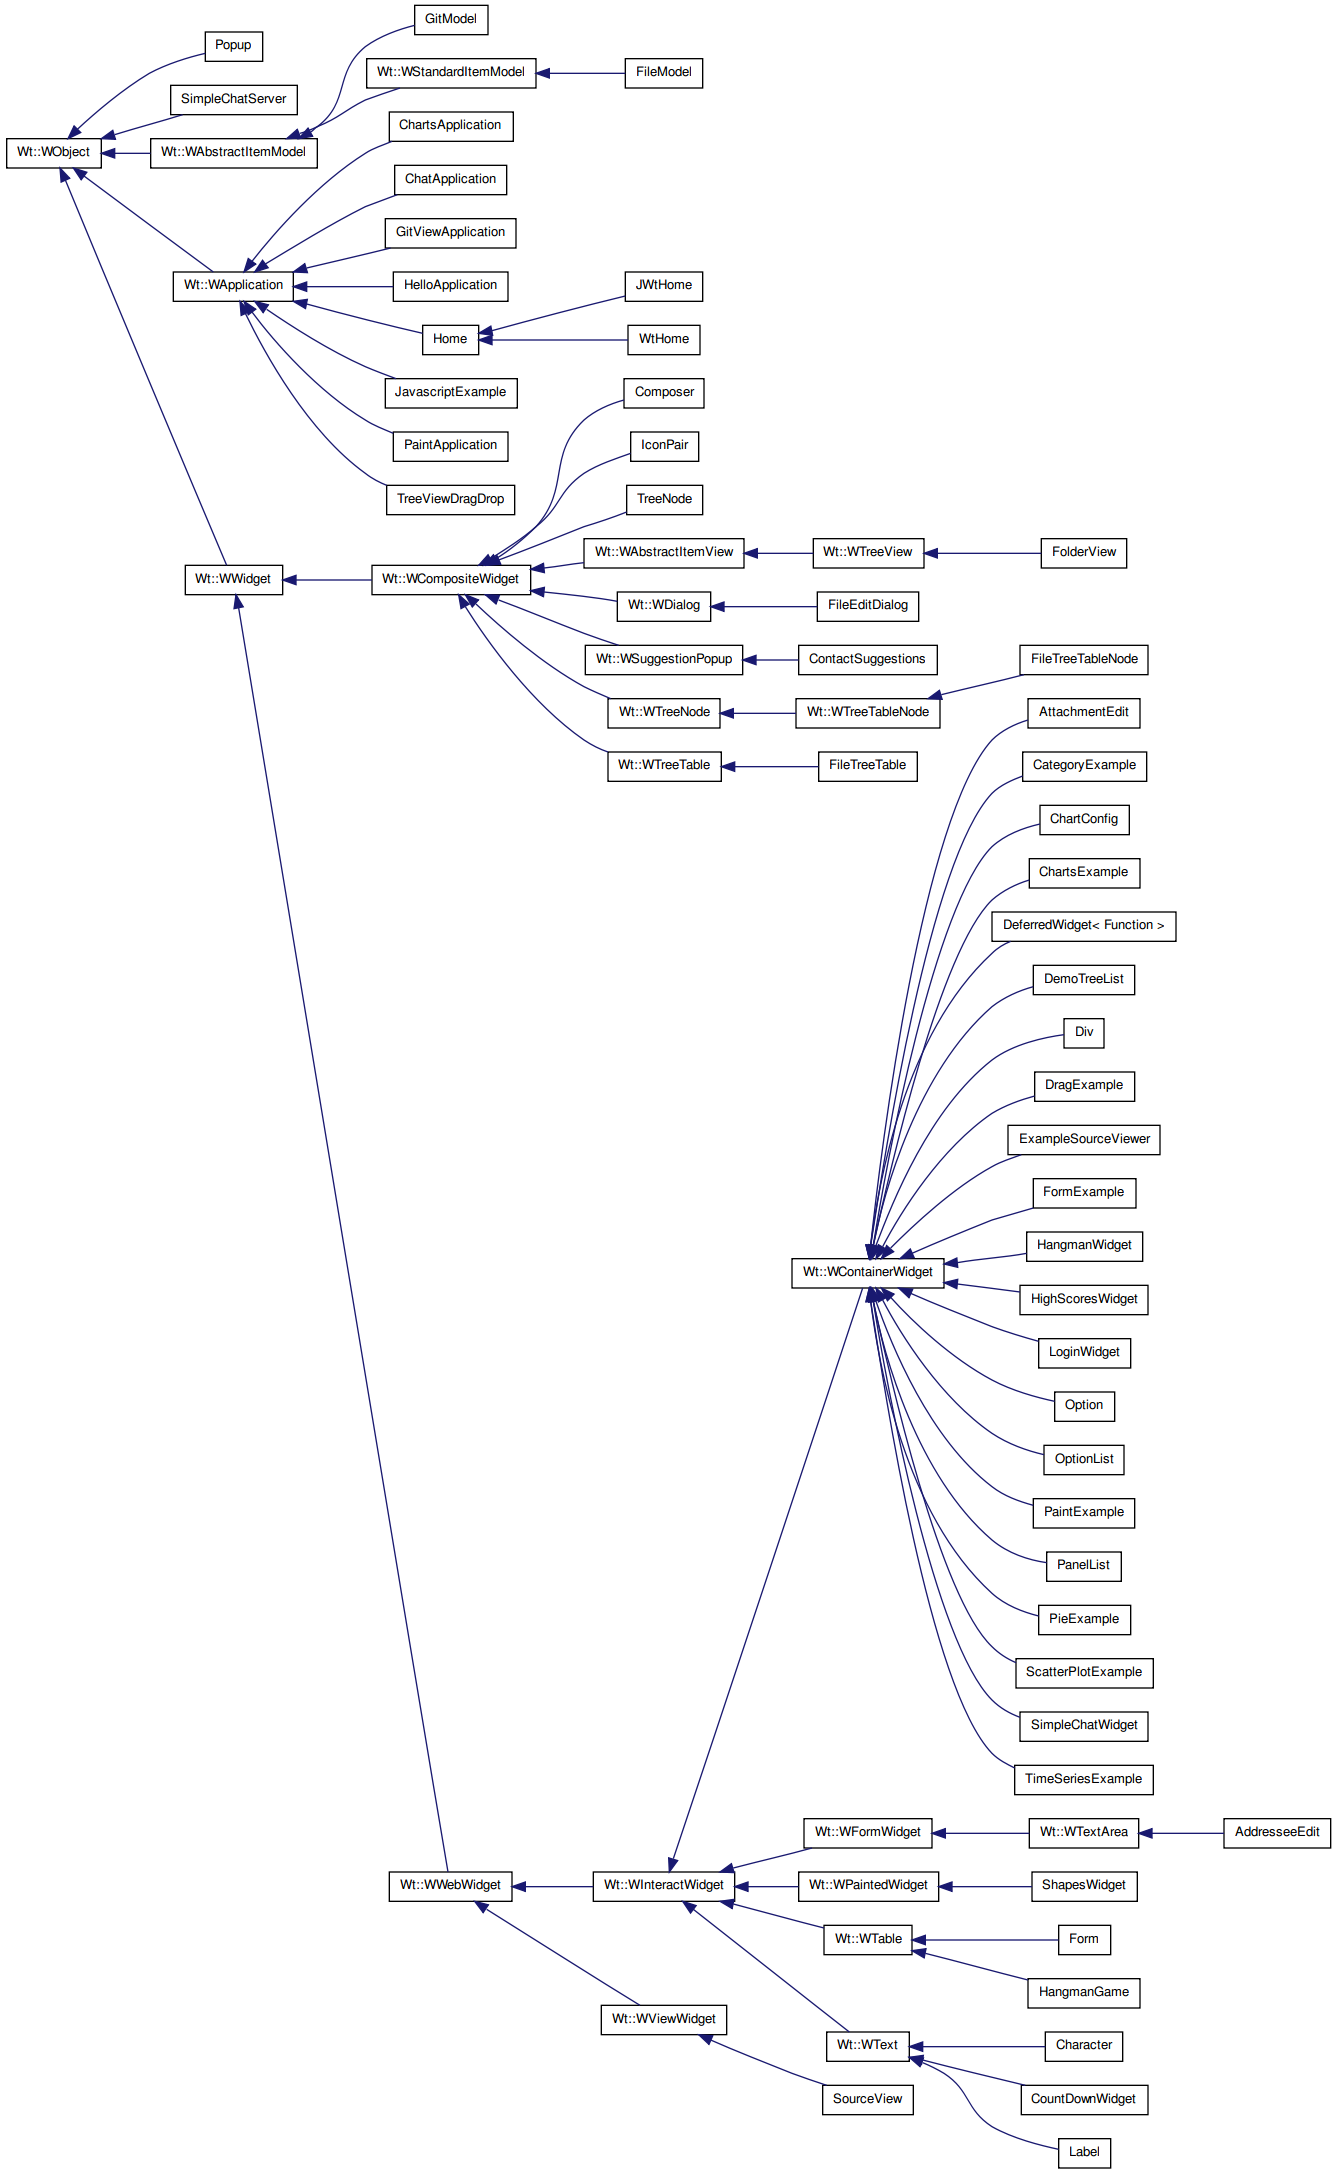 GitModel
Popup
Wt::WStandardItemModel
FileModel
SimpleChatServer
ChartsApplication
Wt::WObject
Wt::WAbstractItemModel
ChatApplication
GitViewApplication
Wt::WApplication
HelloApplication
JWtHome
Home
WtHome
JavascriptExample
Composer
PaintApplication
IconPair
TreeViewDragDrop
TreeNode
Wt::WAbstractItemView
Wt::WTreeView
FolderView
Wt::WWidget
Wt::WCompositeWidget
Wt::WDialog
FileEditDialog
Wt::WSuggestionPopup
ContactSuggestions
FileTreeTableNode
Wt::WTreeNode
Wt::WTreeTableNode
AttachmentEdit
Wt::WTreeTable
FileTreeTable
CategoryExample
ChartConfig
ChartsExample
DeferredWidget< Function >
DemoTreeList
Div
DragExample
ExampleSourceViewer
FormExample
HangmanWidget
Wt::WContainerWidget
HighScoresWidget
LoginWidget
Option
OptionList
PaintExample
PanelList
PieExample
ScatterPlotExample
SimpleChatWidget
TimeSeriesExample
Wt::WFormWidget
Wt::WTextArea
AddresseeEdit
Wt::WWebWidget
Wt::WInteractWidget
Wt::WPaintedWidget
ShapesWidget
Wt::WTable
Form
HangmanGame
Wt::WViewWidget
Wt::WText
Character
SourceView
CountDownWidget
Label